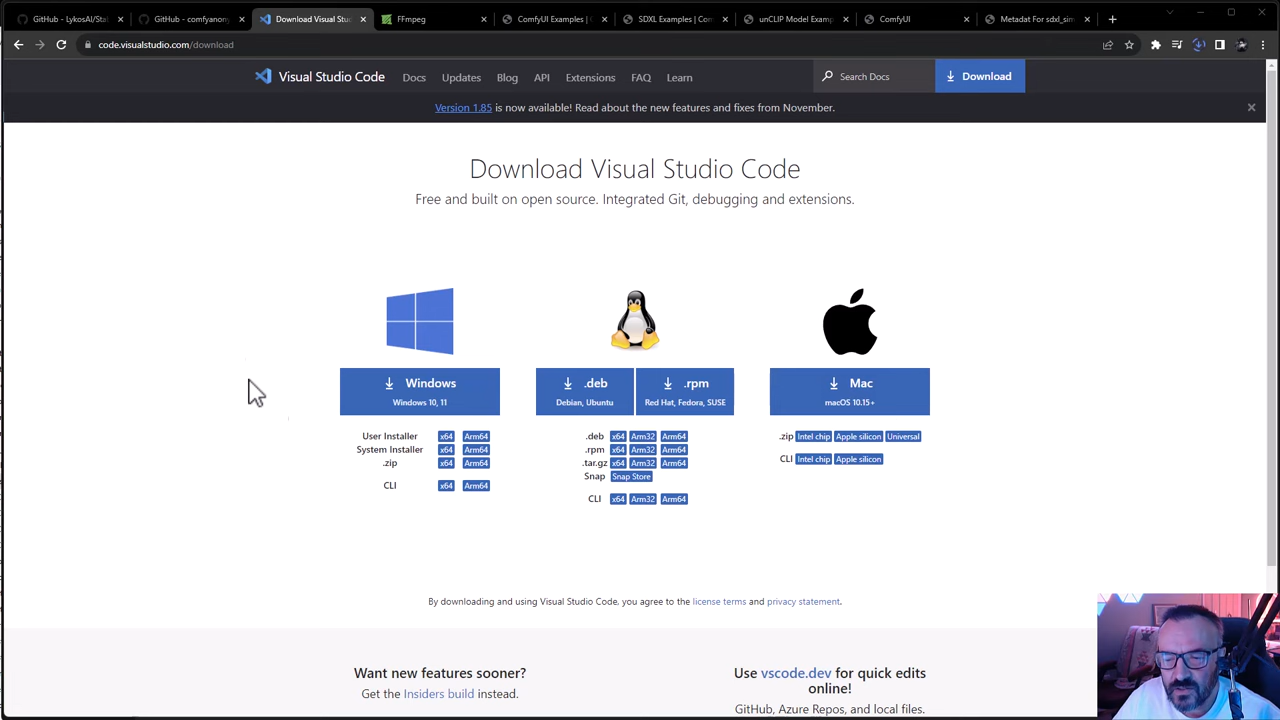 GitHub - LykosAI/Stai
GitHub - comfyanony
Download Visual Studi
FFmpeg
ComfyUI Examples | C
SDXL Examples | Com
unCLIP Model Examp
ComfyUI
Metadat For sdxl_sim
code.visualstudio.com/download
Visual Studio Code
Docs
Updates
Blog
API
Extensions
FAQ
Learn
Search Docs
Download
Version 1.85 is now available! Read about the new features and fixes from November.
Download Visual Studio Code
Free and built on open source. Integrated Git, debugging and extensions.
Windows
Windows 10, 11
User Installer x64 Arm64
System Installer x64 Arm64
.zip x64 Arm64
CLI x64 Arm64
.deb
Debian, Ubuntu
.rpm
Red Hat, Fedora, SUSE
.deb x64 Arm32 Arm64
.rpm x64 Arm32 Arm64
.tar.gz x64 Arm32 Arm64
Snap Snap Store
CLI x64 Arm32 Arm64
Mac
macOS 10.15+
.zip Intel chip Apple silicon Universal
CLI Intel chip Apple silicon
By downloading and using Visual Studio Code, you agree to the license terms and privacy statement.
Want new features sooner?
Get the Insiders build instead.
Use vscode.dev for quick edits
online!
GitHub, Azure Repos, and local files.